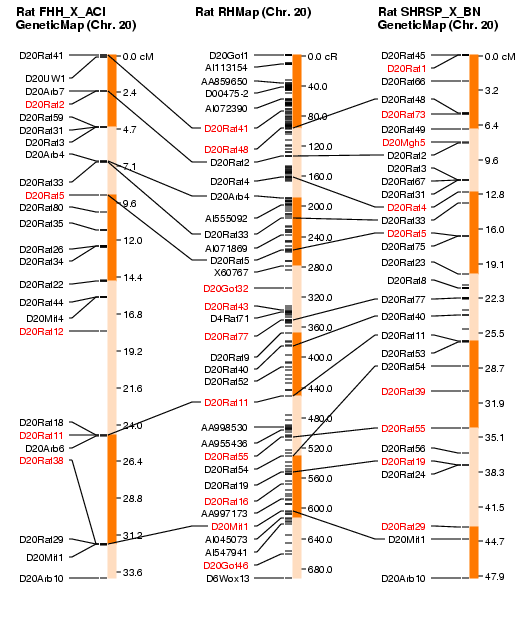 Rat FHH_X_ACI
GeneticMap (Chr. 20)
D20Rat41
D20UW1
D20Arb7
D20Rat2
D20Rat59
D20Rat31
D20Rat3
D20Arb4
D20Rat33
D20Rat5
D20Rat80
D20Rat35
D20Rat26
D20Rat34
D20Rat22
D20Rat44
D20Mit4
D20Rat12
D20Rat18
D20Rat11
D20Arb6
D20Rat38
D20Rat29
D20Mit1
D20Arb10
0.0 cM
2.4
4.7
7.1
9.6
12.0
14.4
16.8
19.2
21.6
24.0
26.4
28.8
31.2
33.6
Rat RHMap (Chr. 20)
D20Got1
AI113154
AA859650
D00475-2
AI072390
D20Rat41
D20Rat48
D20Rat2
D20Rat4
D20Arb4
AI555092
D20Rat33
AI071869
D20Rat5
X60767
D20Got32
D20Rat43
D4Rat71
D20Rat77
D20Rat9
D20Rat40
D20Rat52
D20Rat11
AA998530
AA955436
D20Rat55
D20Rat54
D20Rat19
D20Rat16
AA997173
D20Mit1
AI045073
AI547941
D20Got46
D6Wox13
0.0 cR
40.0
80.0
120.0
160.0
200.0
240.0
280.0
320.0
360.0
400.0
440.0
480.0
520.0
560.0
600.0
640.0
680.0
Rat SHRSP_X_BN
GeneticMap (Chr. 20)
D20Rat45
D20Rat1
D20Rat66
D20Rat48
D20Rat73
D20Rat49
D20Mgh5
D20Rat2
D20Rat3
D20Rat67
D20Rat31
D20Rat4
D20Rat33
D20Rat5
D20Rat75
D20Rat23
D20Rat8
D20Rat77
D20Rat40
D20Rat11
D20Rat53
D20Rat54
D20Rat39
D20Rat55
D20Rat56
D20Rat19
D20Rat24
D20Rat29
D20Mit1
D20Arb10
0.0 cM
3.2
6.4
9.6
12.8
16.0
19.1
22.3
25.5
28.7
31.9
35.1
38.3
41.5
44.7
47.9